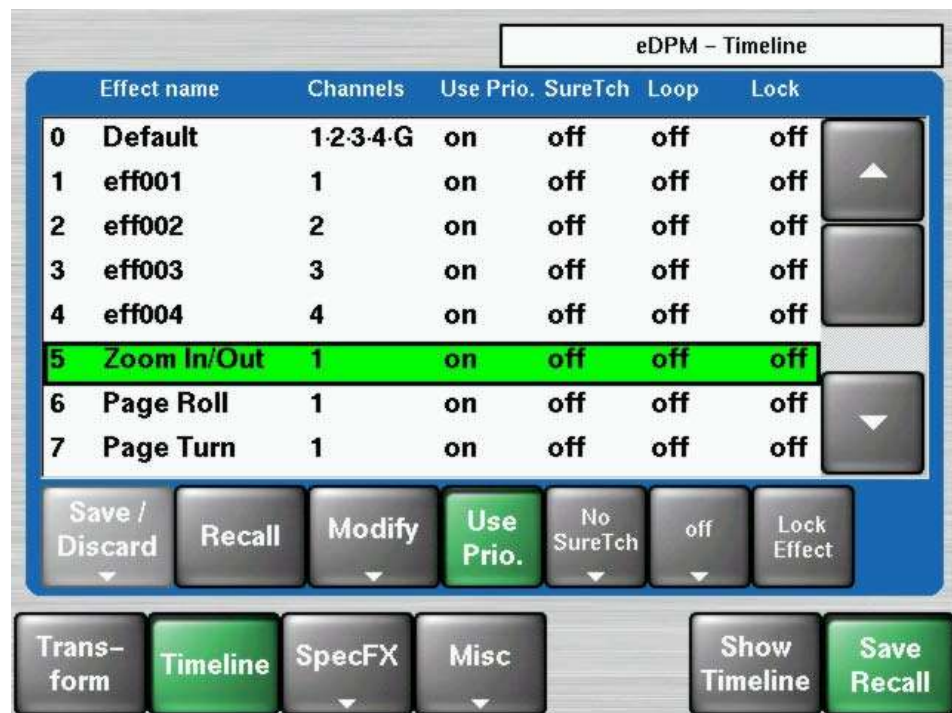 eDPM – Timeline
Effect name Channels Use Prio. SureTch Loop Lock
0 Default 1·2·3·4·G on off off off
1 eff001 1 on off off off
2 eff002 2 on off off off
3 eff003 3 on off off off
4 eff004 4 on off off off
5 Zoom In/Out 1 on off off off
6 Page Roll 1 on off off off
7 Page Turn 1 on off off off
Save /
Discard
Recall
Modify
Use
Prio.
No
SureTch
off
Lock
Effect
Trans–
form
Timeline
SpecFX
Misc
Show
Timeline
Save
Recall